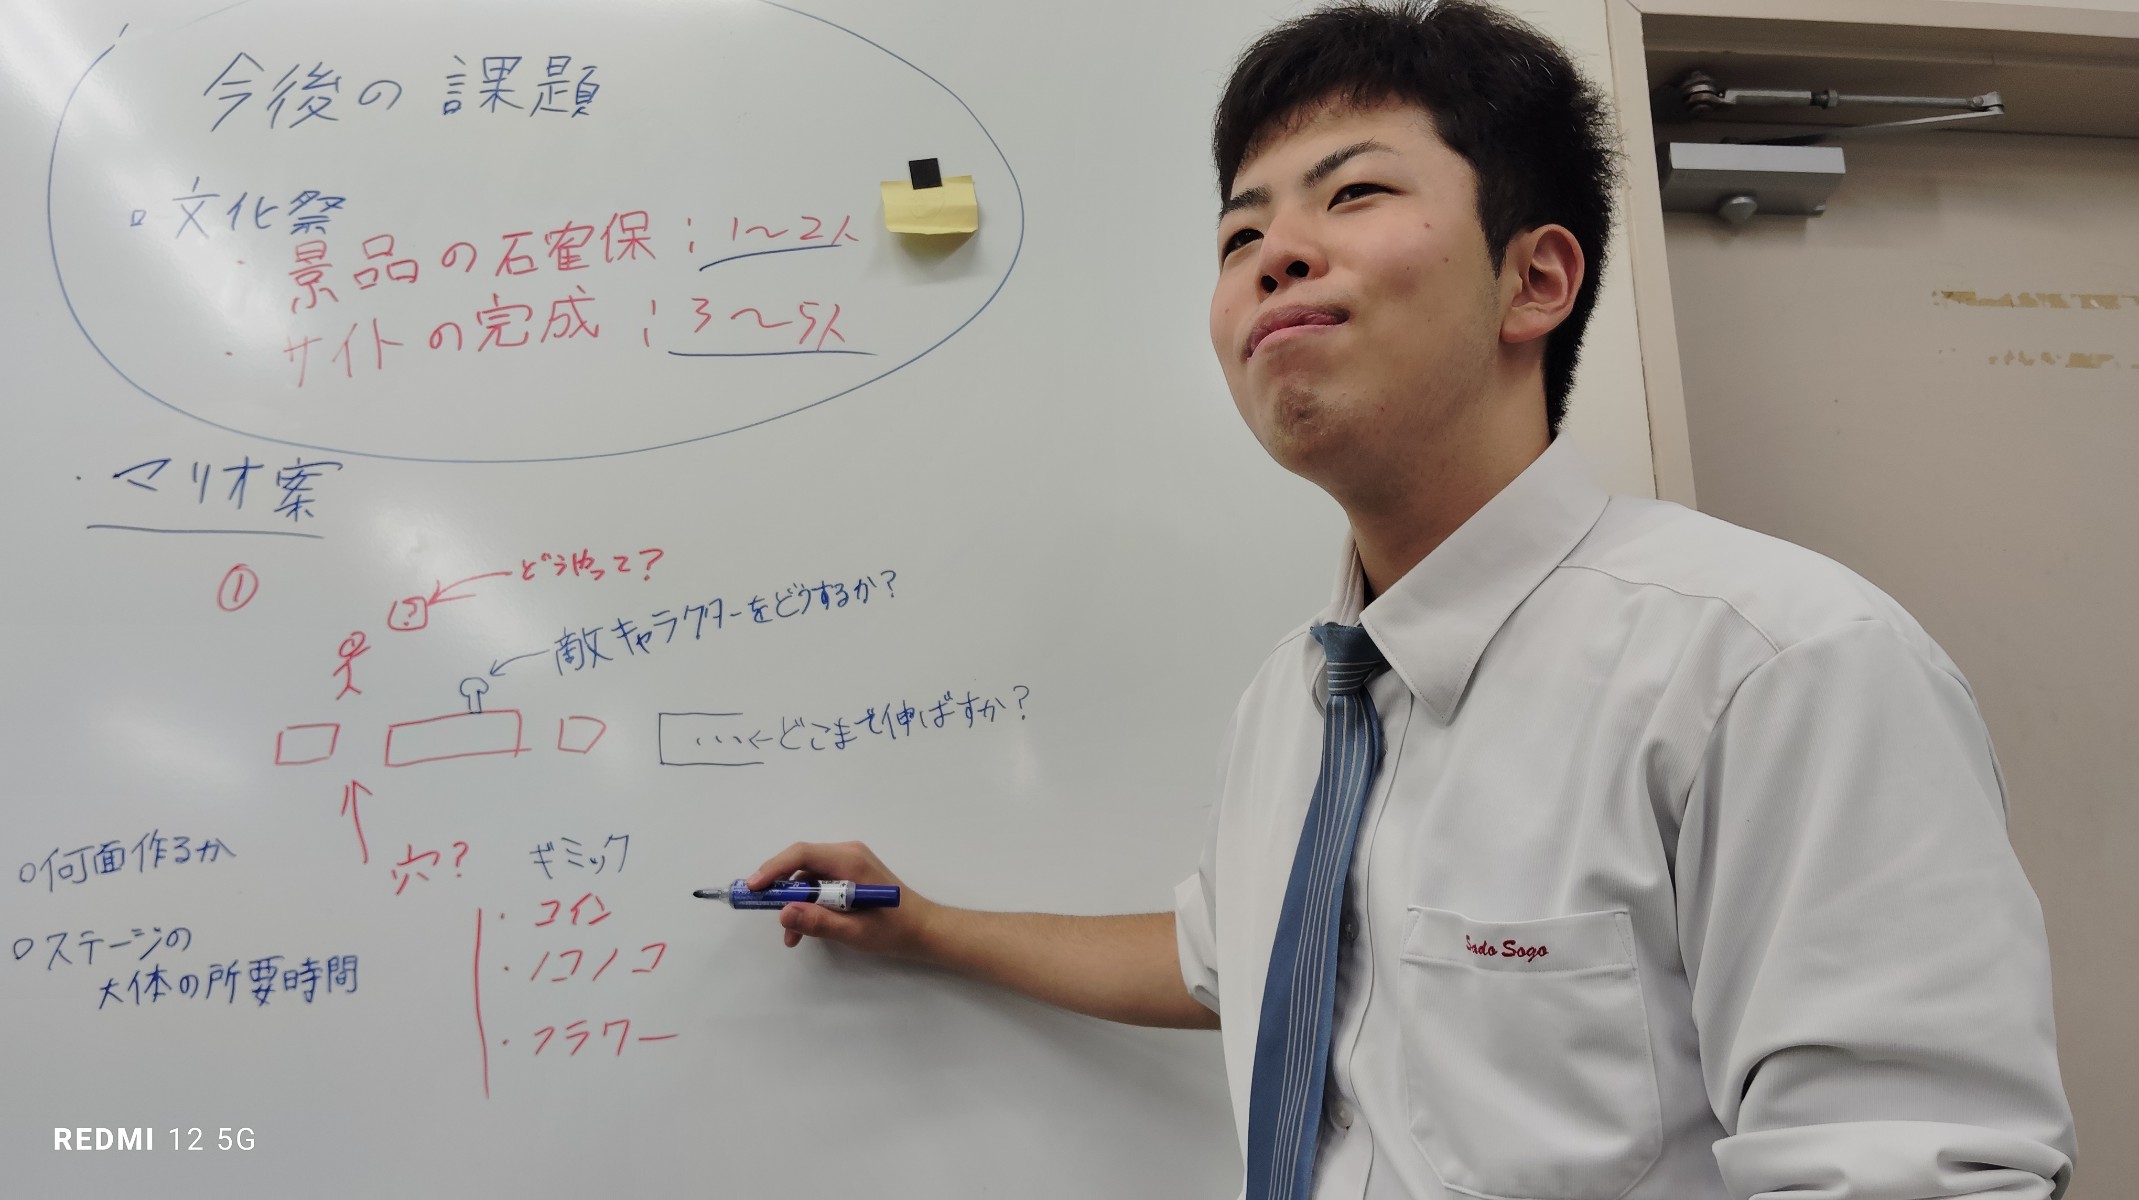 今後の課題
文化祭
・景品の確保：1〜2人
・サイトの完成：3〜5人
・マリオ案
①
?
どうやって?
敵キャラクターをどうするか?
...←どこまで伸ばすか?
穴?
○何面作るか
○ステージの
大体の所要時間
ギミック
・コイン
・ノコノコ
・フラワー
Sado Sogo
REDMI 12 5G